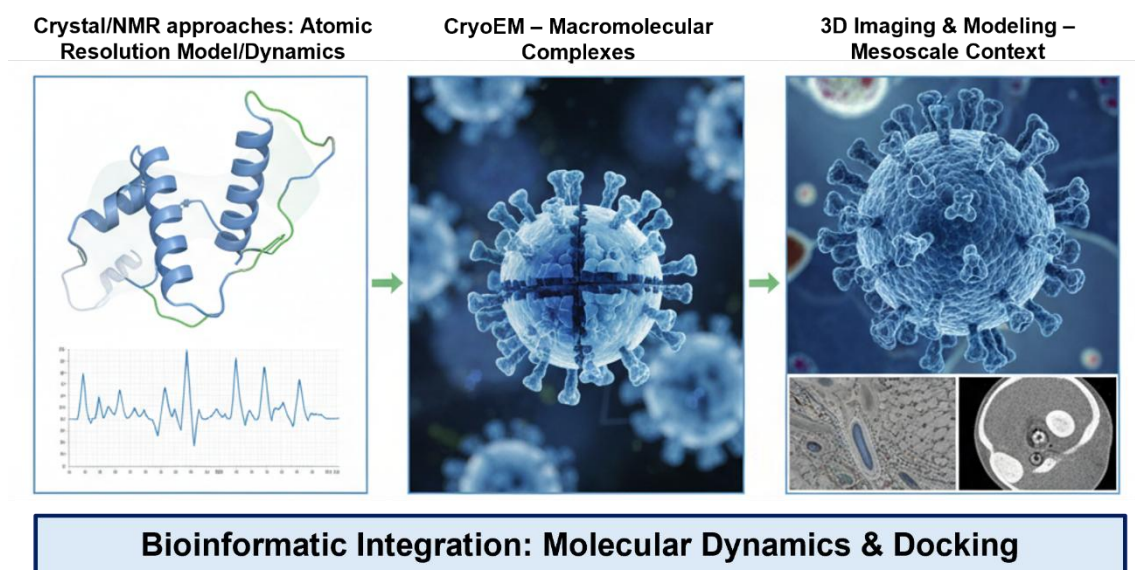 Crystal/NMR approaches: Atomic
Resolution Model/Dynamics
CryoEM – Macromolecular
Complexes
3D Imaging & Modeling –
Mesoscale Context
Bioinformatic Integration: Molecular Dynamics & Docking